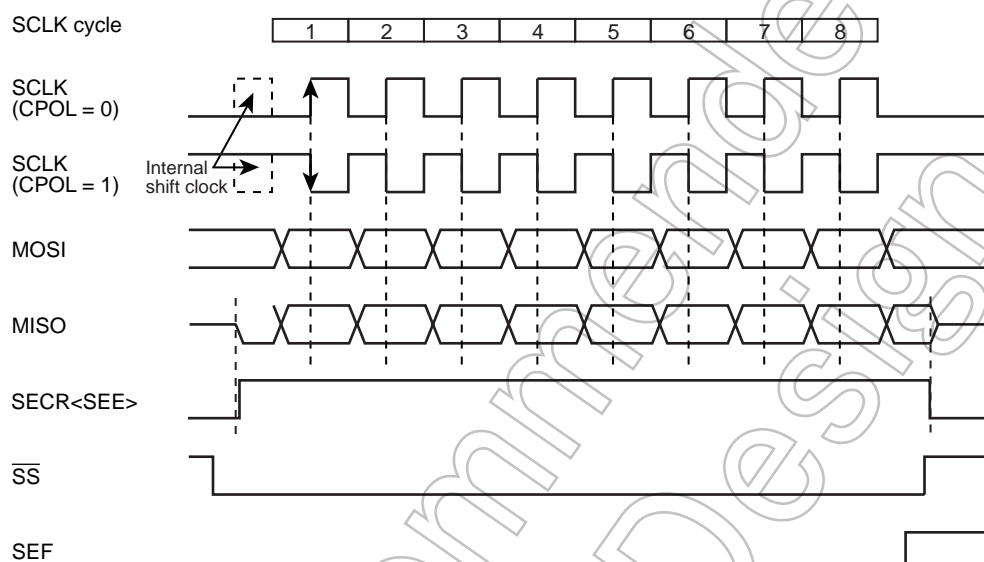 SCLK cycle
1 2 3 4 5 6 7 8
SCLK
(CPOL = 0)
SCLK
(CPOL = 1)
Internal
shift clock
MOSI
MISO
SECR<SEE>
SS
SEF